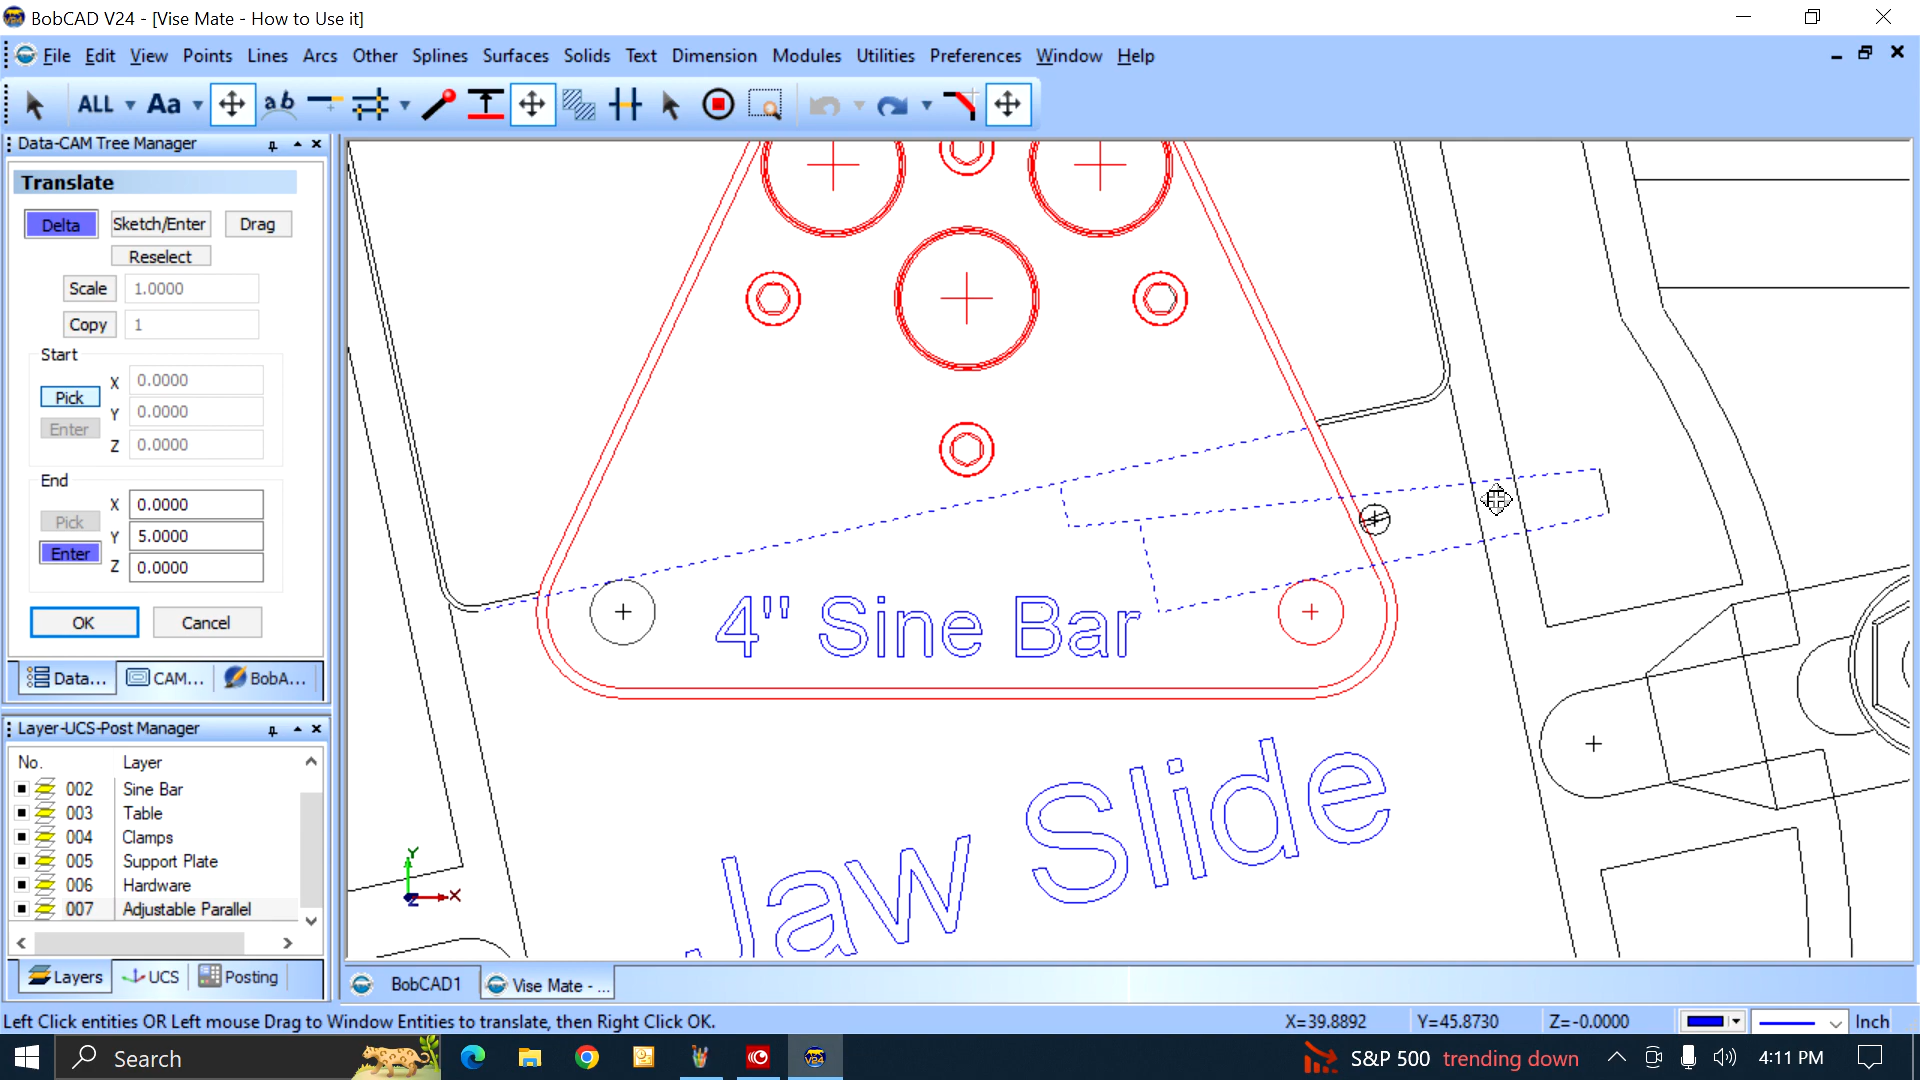 BobCAD V24 - [Vise Mate - How to Use it]
File Edit View Points Lines Arcs Other Splines Surfaces Solids Text Dimension Modules Utilities Preferences Window Help
ALL Aa ab
Data-CAM Tree Manager
Translate
Delta Sketch/Enter Drag
Reselect
Scale 1.0000
Copy 1
Start
Pick X 0.0000
Y 0.0000
Enter
Z 0.0000
End
X 0.0000
Pick
Y 5.0000
Enter
Z 0.0000
OK Cancel
Data... CAM... BobA...
Layer-UCS-Post Manager
No. Layer
002 Sine Bar
003 Table
004 Clamps
005 Support Plate
006 Hardware
007 Adjustable Parallel
Layers UCS Posting
4" Sine Bar
Jaw Slide
Y
X
Z
BobCAD1 Vise Mate - ...
Left Click entities OR Left mouse Drag to Window Entities to translate, then Right Click OK.
X=39.8892 Y=45.8730 Z=-0.0000 Inch
Search
V24
S&P 500 trending down
4:11 PM